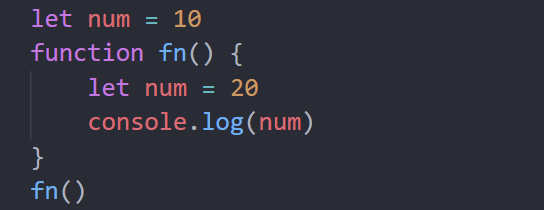 let num = 10
function fn() {
    let num = 20
    console.log(num)
}
fn()